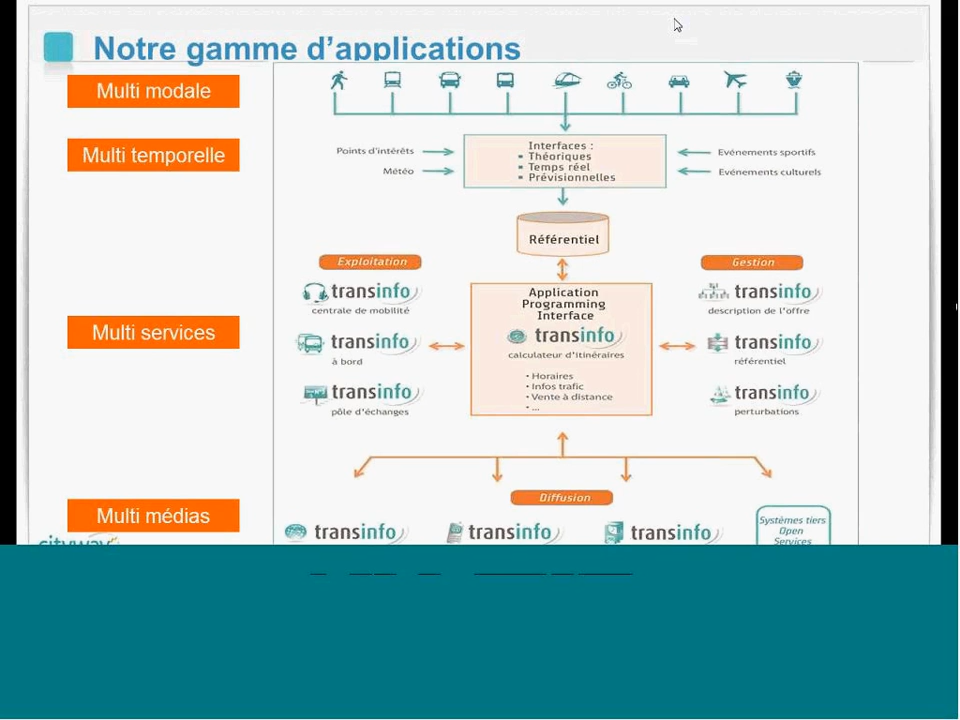 Notre gamme d'applications
Multi modale
Multi temporelle
Points d'intérêts
Météo
Interfaces :
▪ Théoriques
▪ Temps réel
▪ Prévisionnelles
Evénements sportifs
Evénements culturels
Référentiel
Multi services
Exploitation
transinfo
centrale de mobilité
transinfo
à bord
transinfo
pôle d'échanges
Application
Programming
Interface
transinfo
calculateur d'itinéraires
• Horaires
• Infos trafic
• Vente à distance
• ...
Gestion
transinfo
description de l'offre
transinfo
référentiel
transinfo
perturbations
Multi médias
Diffusion
transinfo
transinfo
transinfo
Systèmes tiers
Open
Services
cityway